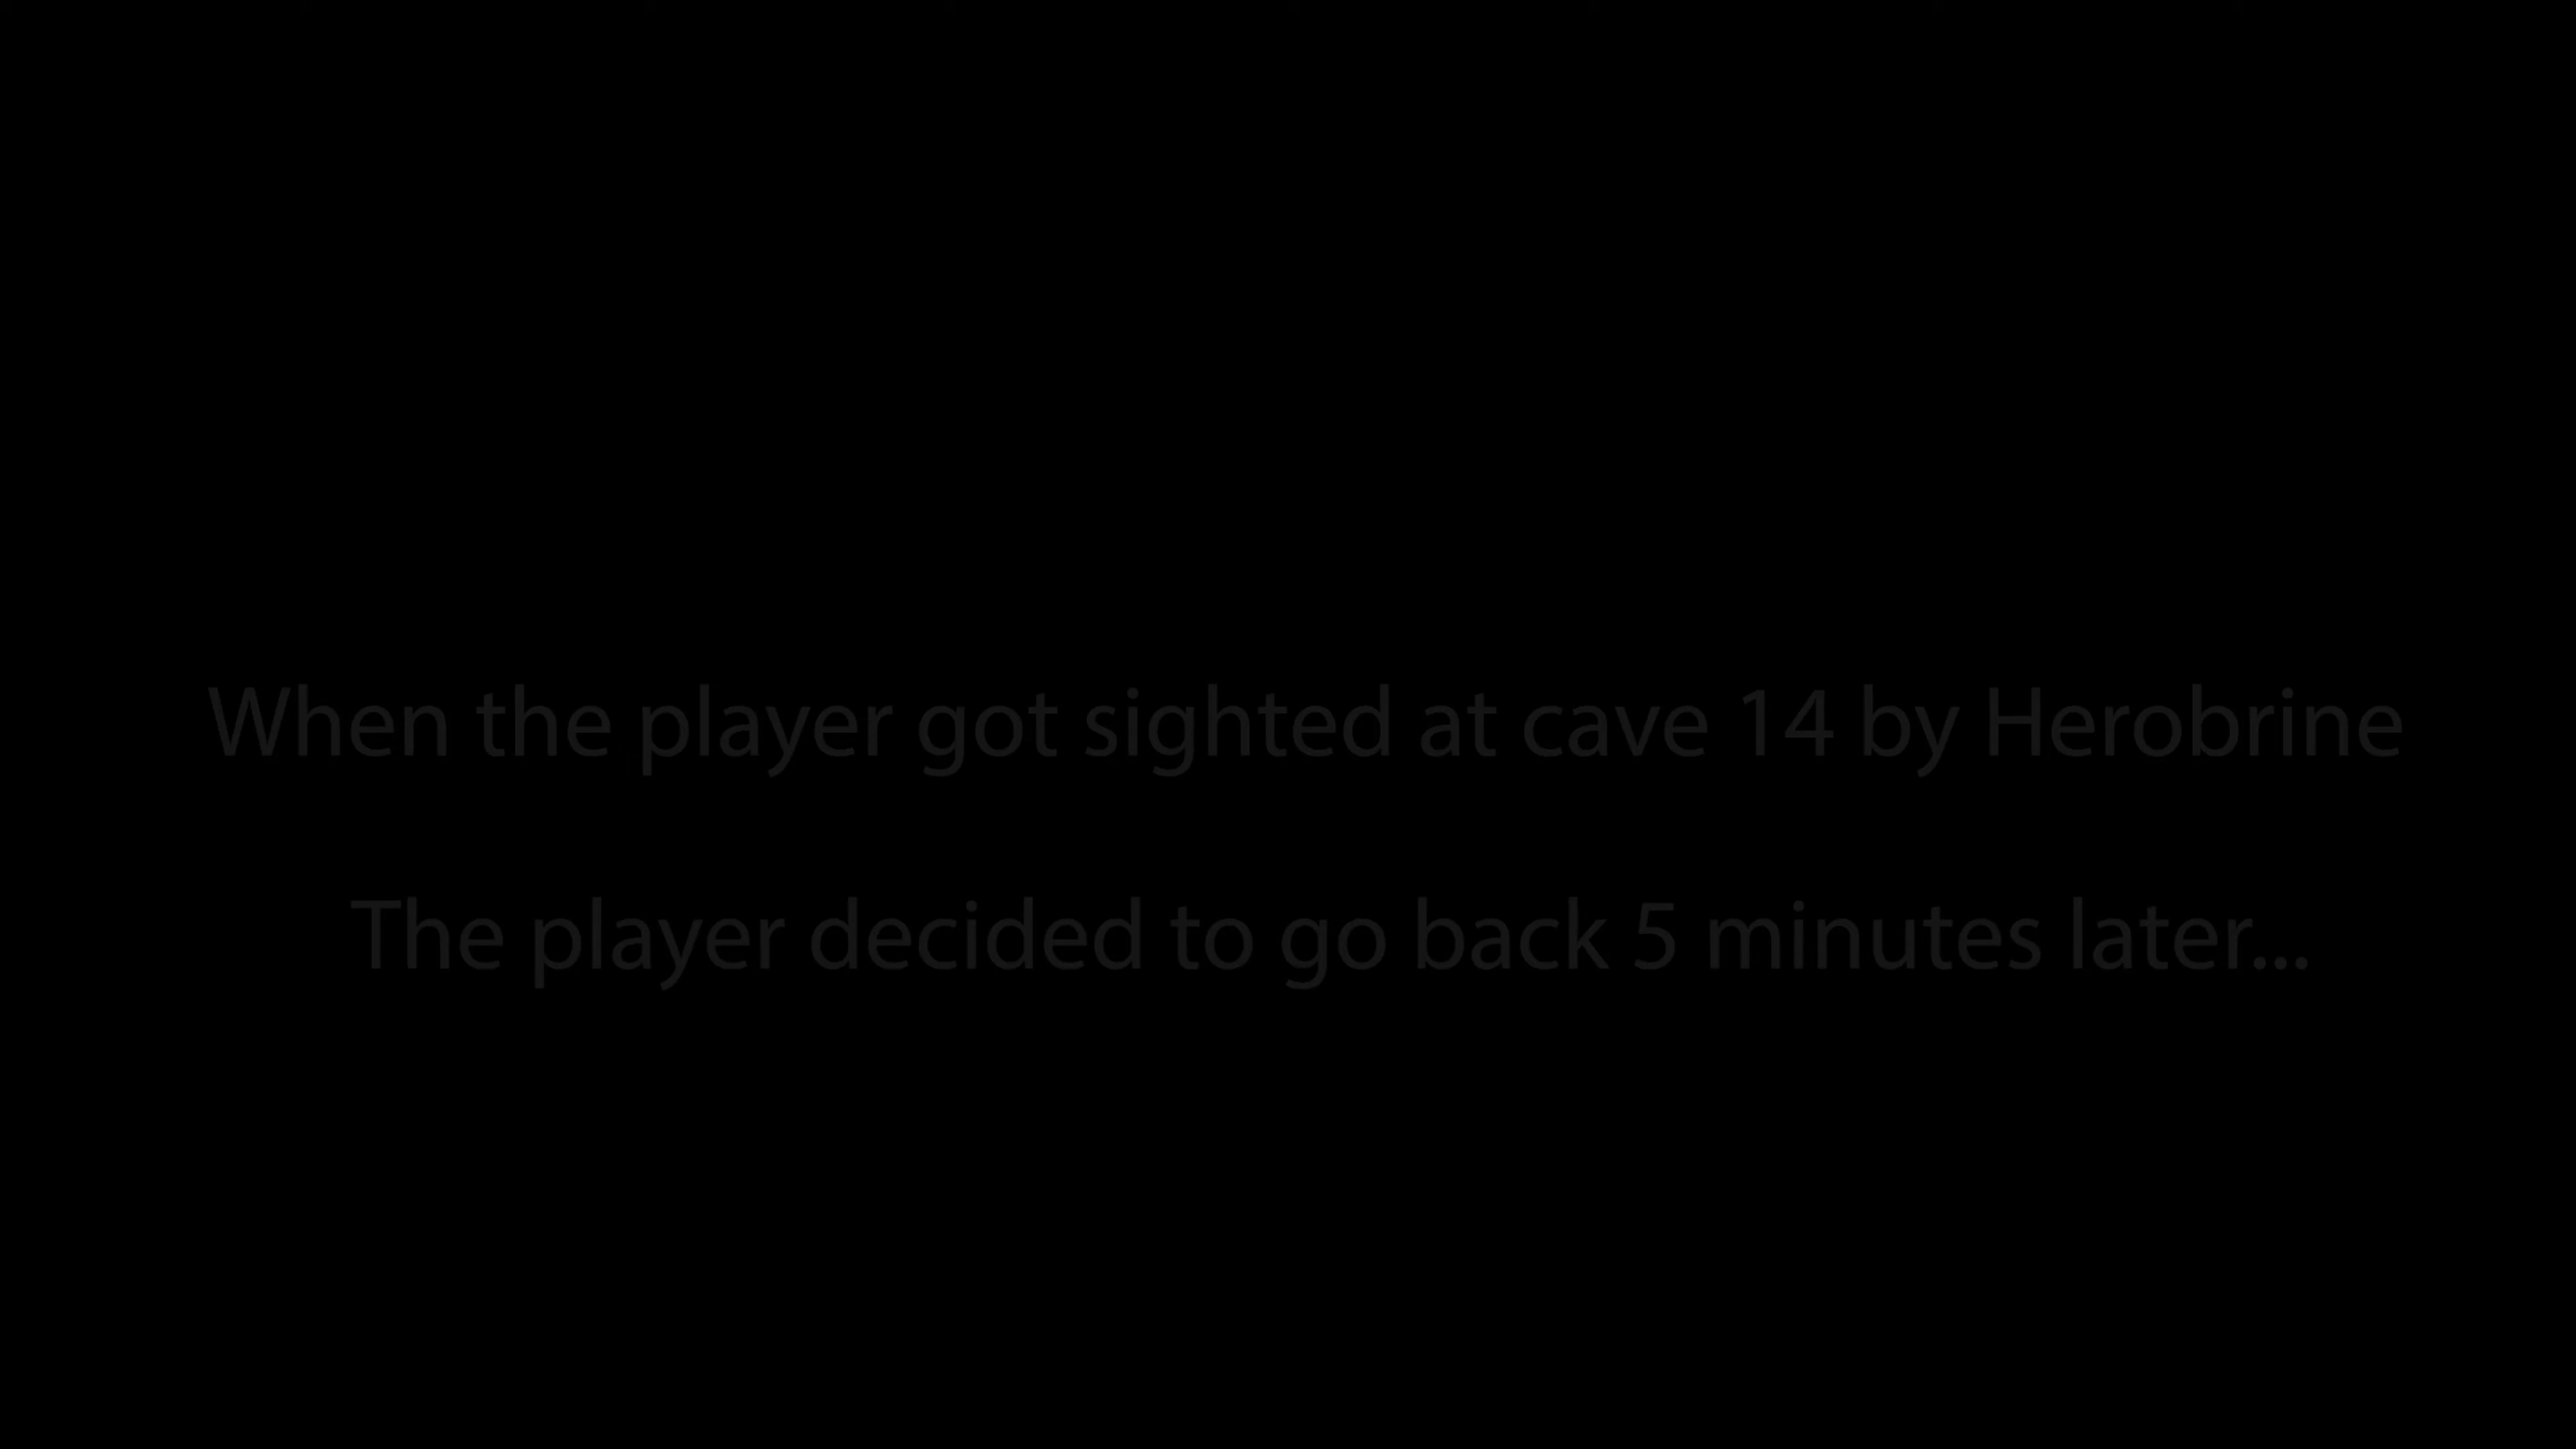 When the player got sighted at cave 14 by Herobrine
The player decided to go back 5 minutes later...